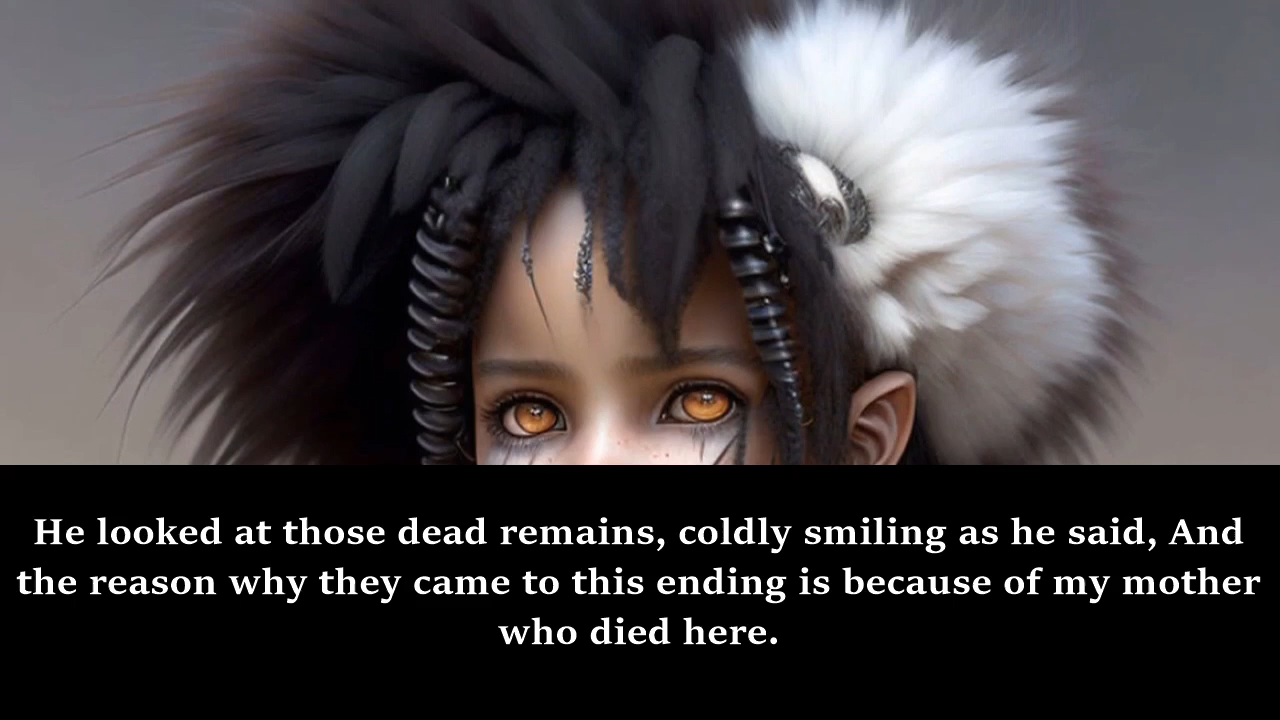 He looked at those dead remains, coldly smiling as he said, And
the reason why they came to this ending is because of my mother
who died here.